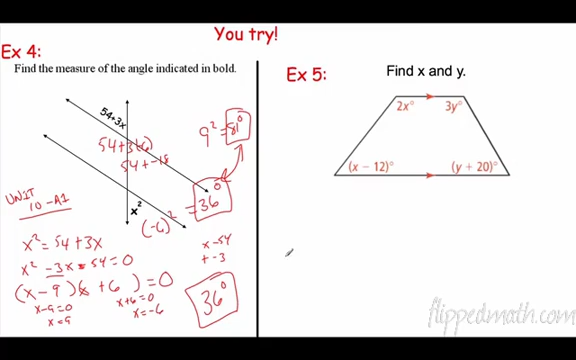 You try!
Ex 4:
Find the measure of the angle indicated in bold.
54+3x
9² = 81°
54+3(-6)
54+-18
x²
(-6)² = 36°
UNIT
10-A1
x² = 54 + 3x
x² - 3x - 54 = 0
(x - 9)(x + 6) = 0
x-9=0
x=9
x+6=0
x=-6
x-54
+-3
36°
Ex 5:
Find x and y.
2x°
3y°
(x − 12)°
(y + 20)°
flippedmath.com